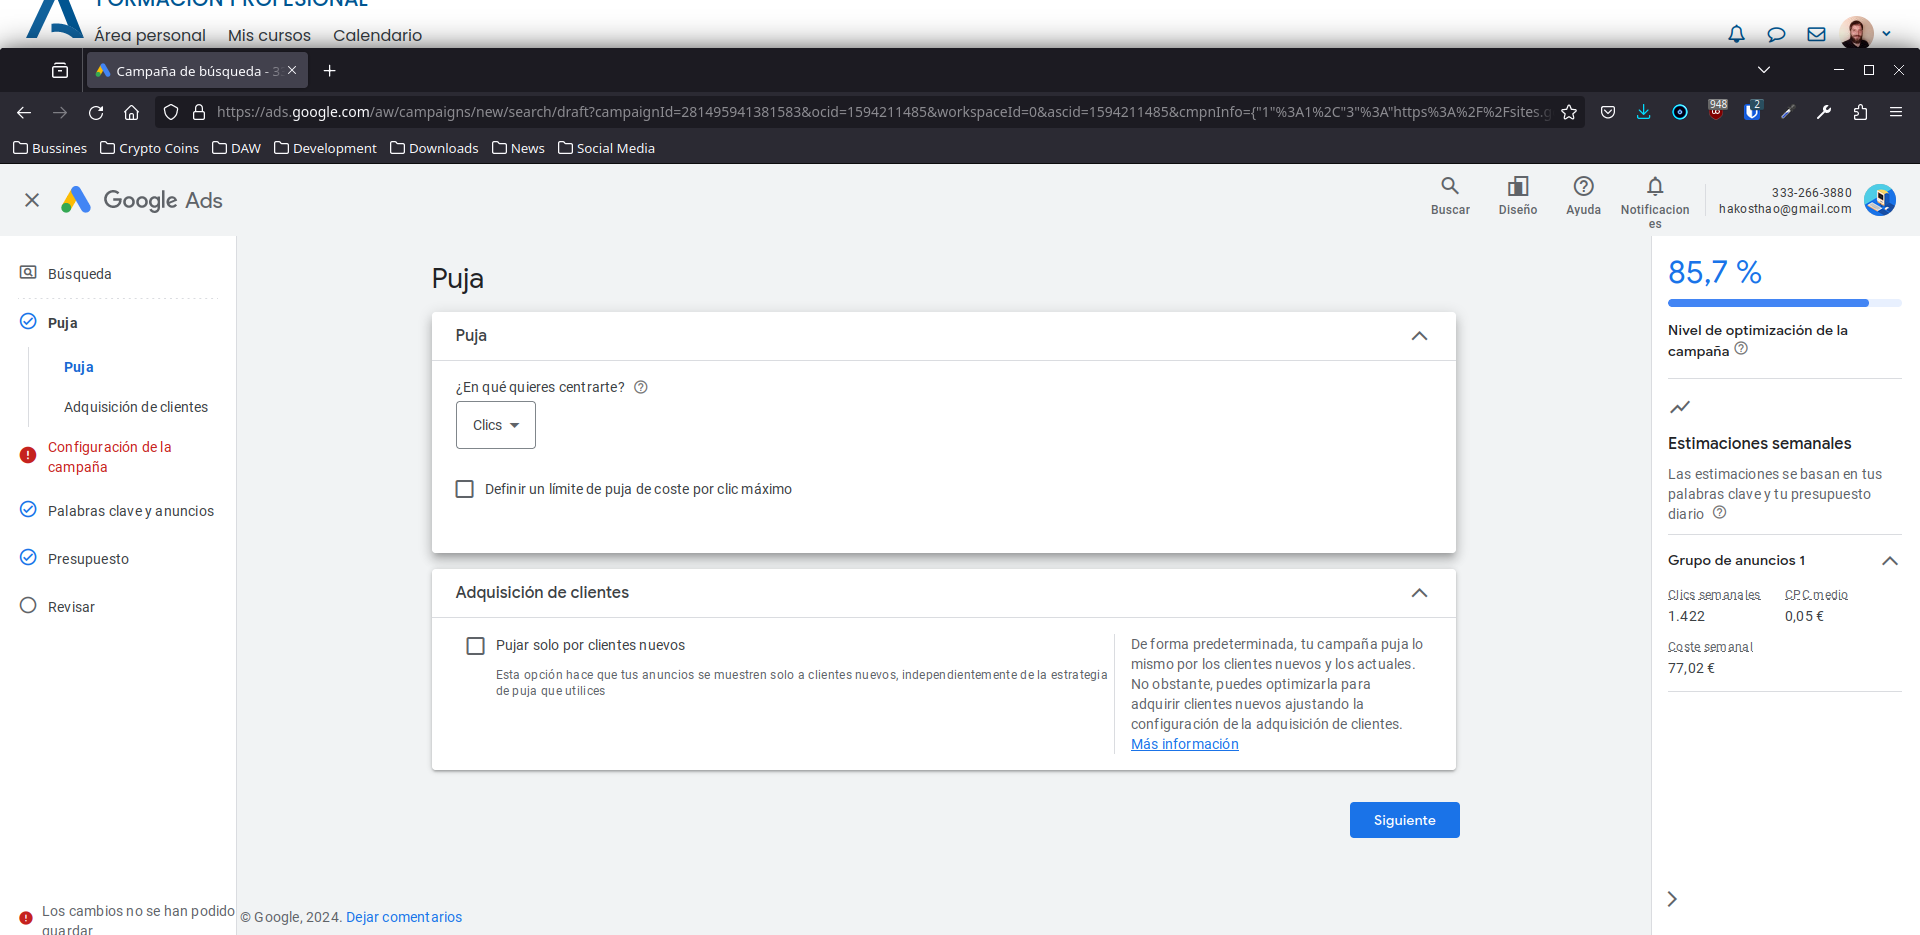 FORMACIÓN PROFESIONAL
Área personal Mis cursos Calendario
Campaña de búsqueda - 3
https://ads.google.com/aw/campaigns/new/search/draft?campaignId=281495941381583&ocid=1594211485&workspaceId=0&ascid=1594211485&cmpnInfo={"1"%3A1%2C"3"%3A"https%3A%2F%2Fsites.g
948
2
Bussines Crypto Coins DAW Development Downloads News Social Media
Google Ads
Buscar
Diseño
Ayuda
Notificacion
es
333-266-3880
hakosthao@gmail.com
Búsqueda
Puja
Puja
Adquisición de clientes
Configuración de la
campaña
Palabras clave y anuncios
Presupuesto
Revisar
Los cambios no se han podido
guardar
Puja
Puja
¿En qué quieres centrarte?
Clics
Definir un límite de puja de coste por clic máximo
Adquisición de clientes
Pujar solo por clientes nuevos
Esta opción hace que tus anuncios se muestren solo a clientes nuevos, independientemente de la estrategia
de puja que utilices
De forma predeterminada, tu campaña puja lo
mismo por los clientes nuevos y los actuales.
No obstante, puedes optimizarla para
adquirir clientes nuevos ajustando la
configuración de la adquisición de clientes.
Más información
Siguiente
© Google, 2024. Dejar comentarios
85,7 %
Nivel de optimización de la
campaña
Estimaciones semanales
Las estimaciones se basan en tus
palabras clave y tu presupuesto
diario
Grupo de anuncios 1
Clics semanales CPC medio
1.422 0,05 €
Coste semanal
77,02 €